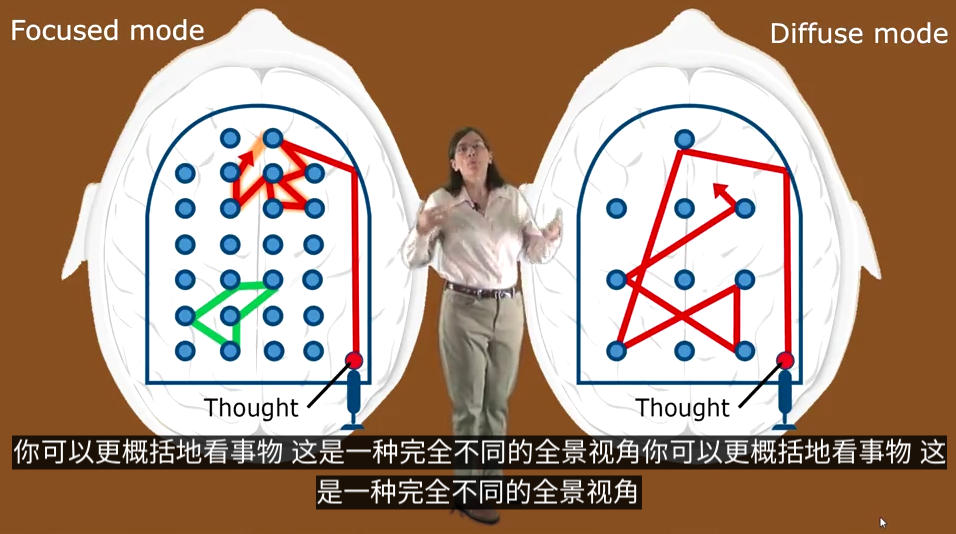 Focused mode
Diffuse mode
Thought
Thought
你可以更概括地看事物 这是一种完全不同的全景视角你可以更概括地看事物 这
是一种完全不同的全景视角